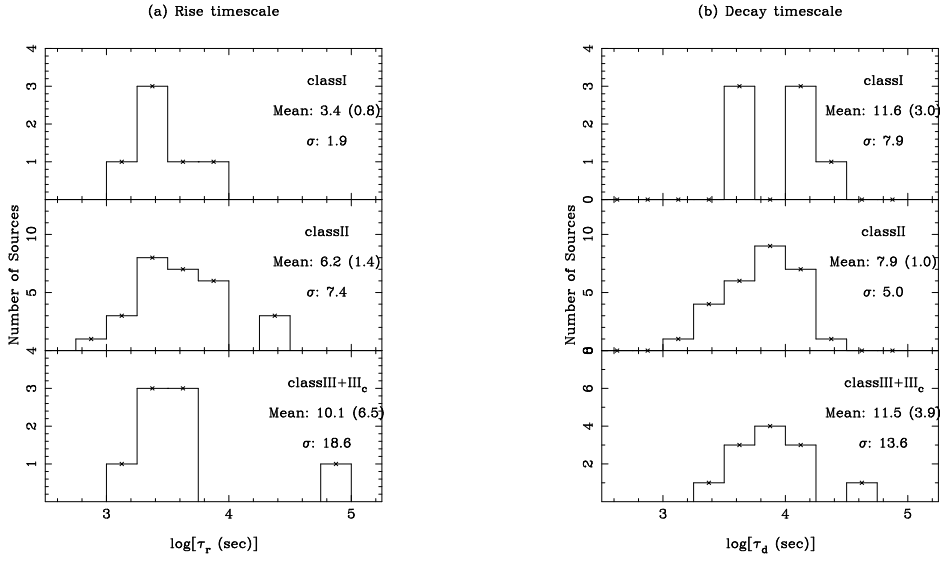 (a) Rise timescale
4
3
2
1
classI
Mean: 3.4 (0.8)
σ: 1.9
Number of Sources
10
5
classII
Mean: 6.2 (1.4)
σ: 7.4
4
3
2
1
classIII+III_c
Mean: 10.1 (6.5)
σ: 18.6
3 4 5
log[τ_r (sec)]
(b) Decay timescale
4
3
2
1
0
classI
Mean: 11.6 (3.0)
σ: 7.9
Number of Sources
10
5
classII
Mean: 7.9 (1.0)
σ: 5.0
6
4
2
classIII+III_c
Mean: 11.5 (3.9)
σ: 13.6
3 4 5
log[τ_d (sec)]